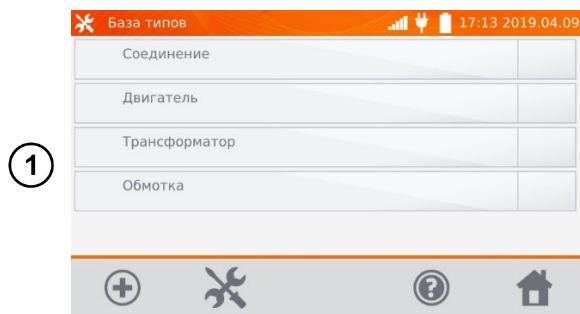 База типов 17:13 2019.04.09
Соединение
Двигатель
Трансформатор
1
Обмотка